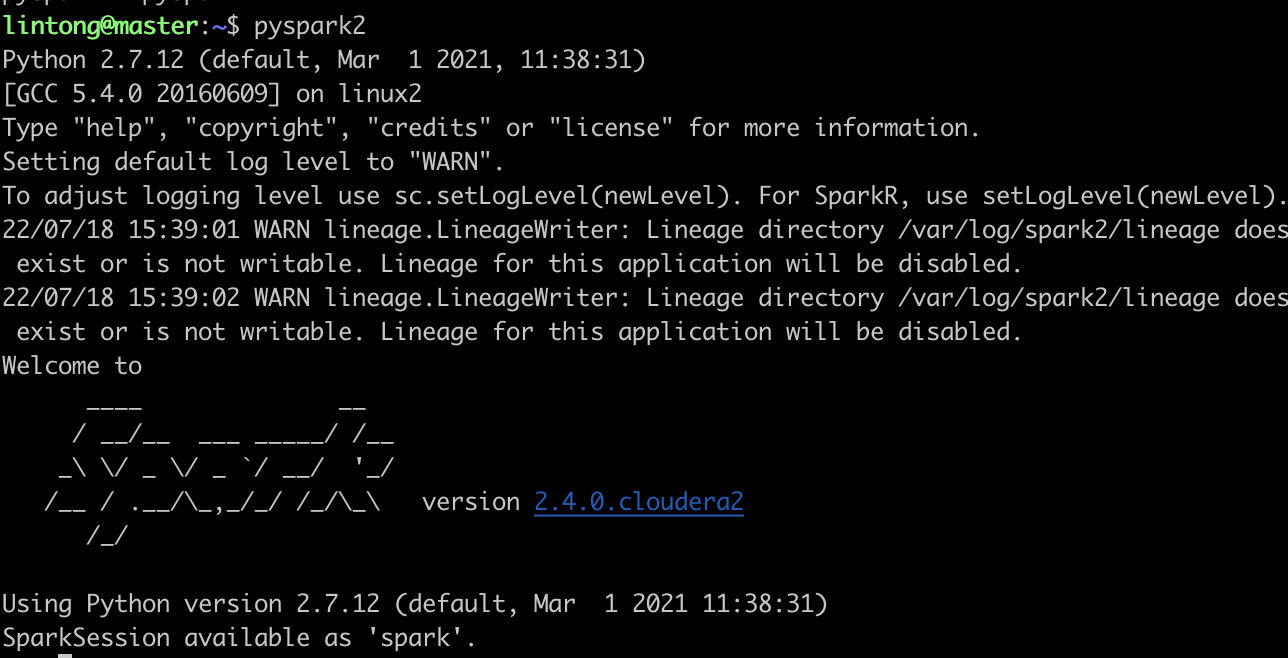 lintong@master:~$ pyspark2
Python 2.7.12 (default, Mar  1 2021, 11:38:31)
[GCC 5.4.0 20160609] on linux2
Type "help", "copyright", "credits" or "license" for more information.
Setting default log level to "WARN".
To adjust logging level use sc.setLogLevel(newLevel). For SparkR, use setLogLevel(newLevel).
22/07/18 15:39:01 WARN lineage.LineageWriter: Lineage directory /var/log/spark2/lineage does
 exist or is not writable. Lineage for this application will be disabled.
22/07/18 15:39:02 WARN lineage.LineageWriter: Lineage directory /var/log/spark2/lineage does
 exist or is not writable. Lineage for this application will be disabled.
Welcome to
      ____              __
     / __/__  ___ _____/ /__
    _\ \/ _ \/ _ `/ __/  '_/
   /__ / .__/\_,_/_/ /_/\_\   version 2.4.0.cloudera2
      /_/
Using Python version 2.7.12 (default, Mar  1 2021 11:38:31)
SparkSession available as 'spark'.